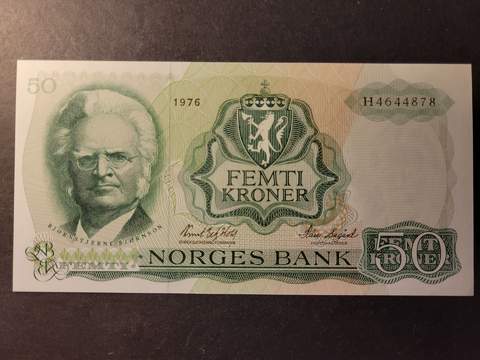 50
1976
H4644878
FEMTI
KRONER
BJØRNSTJERNE BJØRNSON
NORGES BANK
FEMTI
50
KRONER